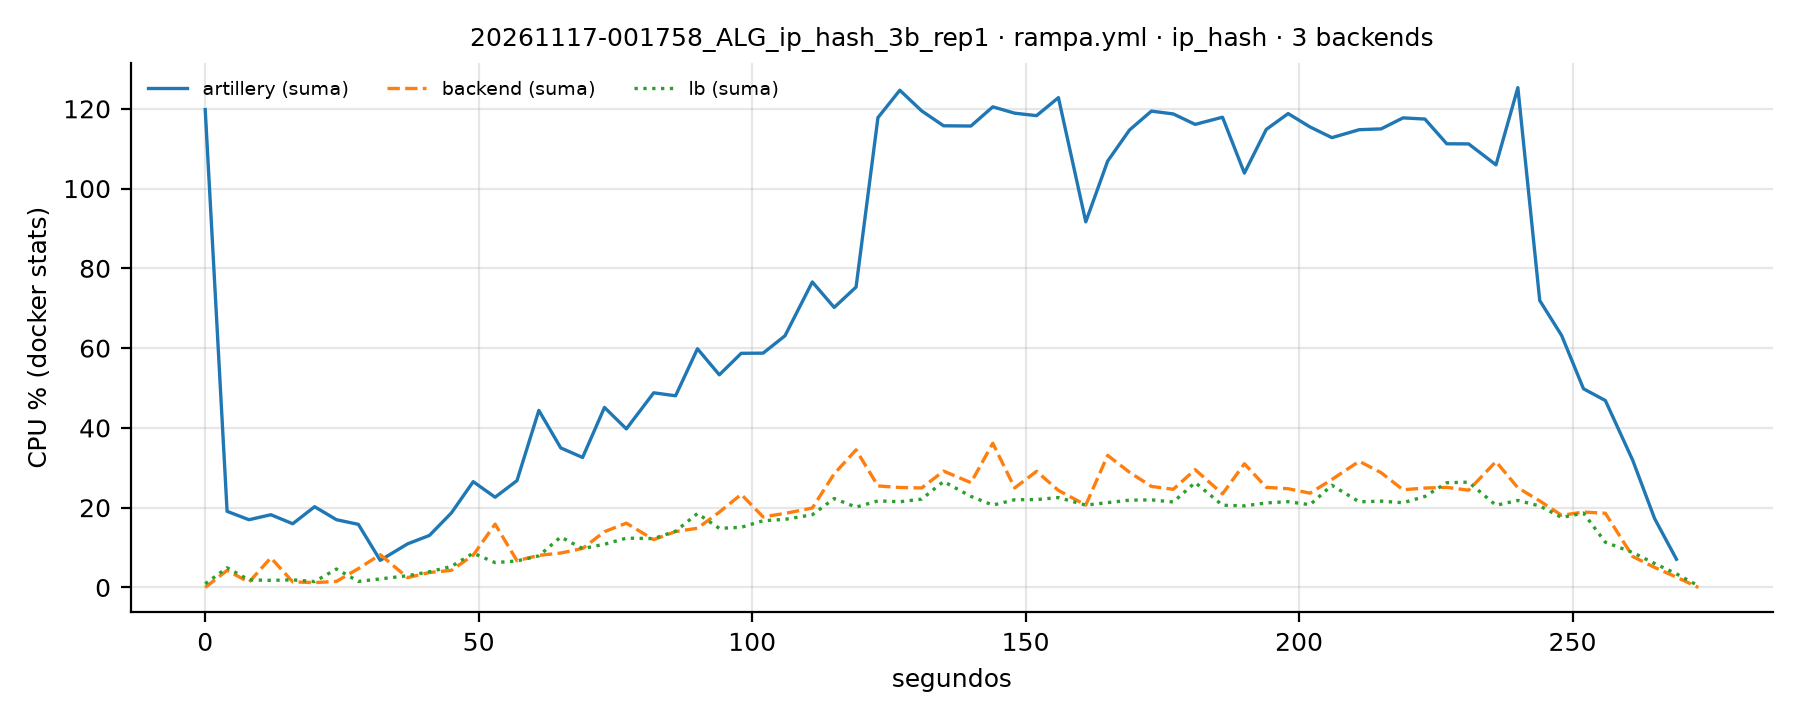 20261117-001758_ALG_ip_hash_3b_rep1 · rampa.yml · ip_hash · 3 backends
artillery (suma) backend (suma) lb (suma)
CPU % (docker stats)
120
100
80
60
40
20
0
0 50 100 150 200 250
segundos